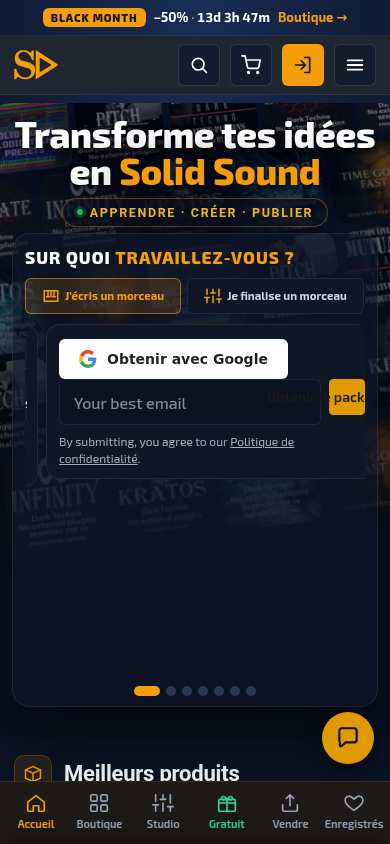 BLACK MONTH −50% · 13d 3h 47m Boutique →
Transforme tes idées
en Solid Sound
APPRENDRE · CRÉER · PUBLIER
SUR QUOI TRAVAILLEZ-VOUS ?
J'écris un morceau
Je finalise un morceau
Obtenir avec Google
Your best email
pack
By submitting, you agree to our Politique de
confidentialité.
INFINITY
KRATOS
Meilleurs produits
Accueil
Boutique
Studio
Gratuit
Vendre
Enregistrés